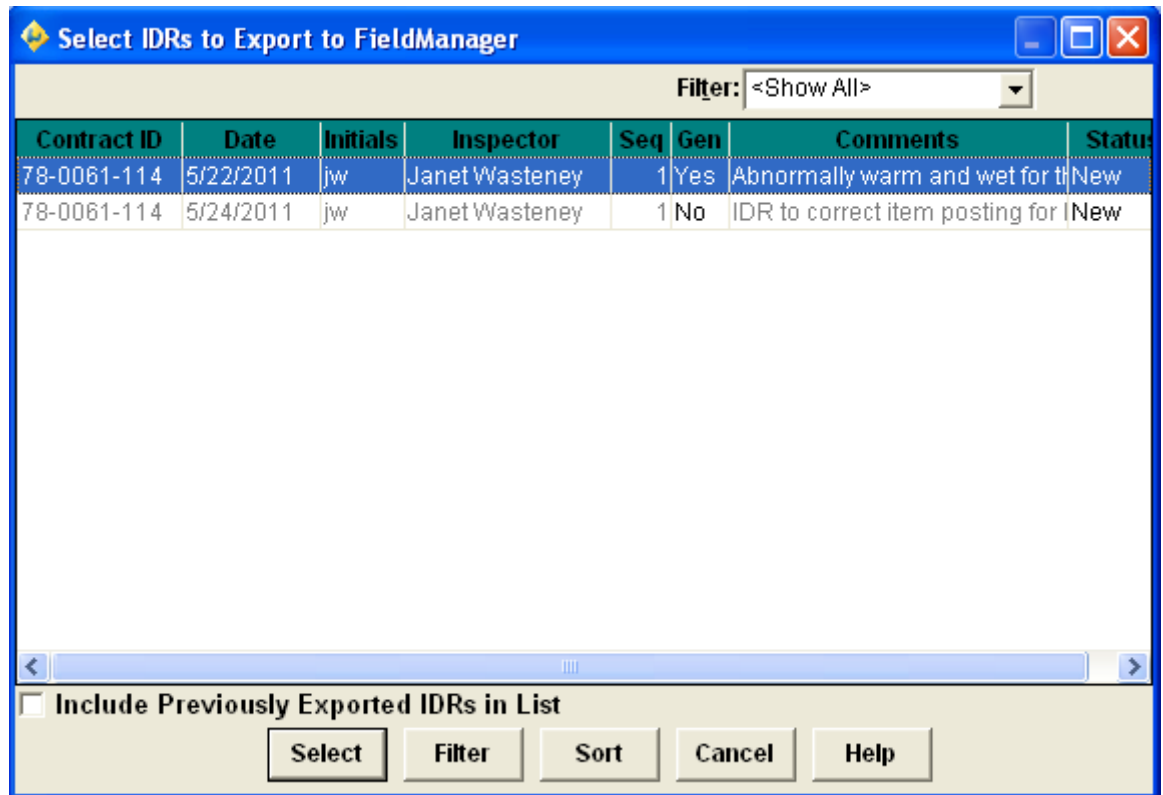 Select IDRs to Export to FieldManager
Filter: <Show All>
Contract ID Date Initials Inspector Seq Gen Comments Status
78-0061-114 5/22/2011 jw Janet Wasteney 1 Yes Abnormally warm and wet for th New
78-0061-114 5/24/2011 jw Janet Wasteney 1 No IDR to correct item posting for New
Include Previously Exported IDRs in List
Select Filter Sort Cancel Help